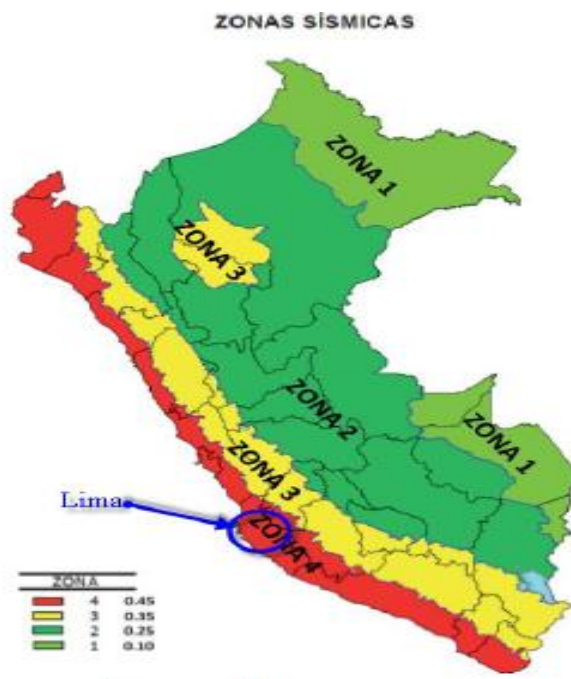 ZONAS SÍSMICAS
ZONA 1
ZONA 3
ZONA 2
ZONA 1
ZONA 3
Lima
ZONA 4
ZONA
4 0.45
3 0.35
2 0.25
1 0.10